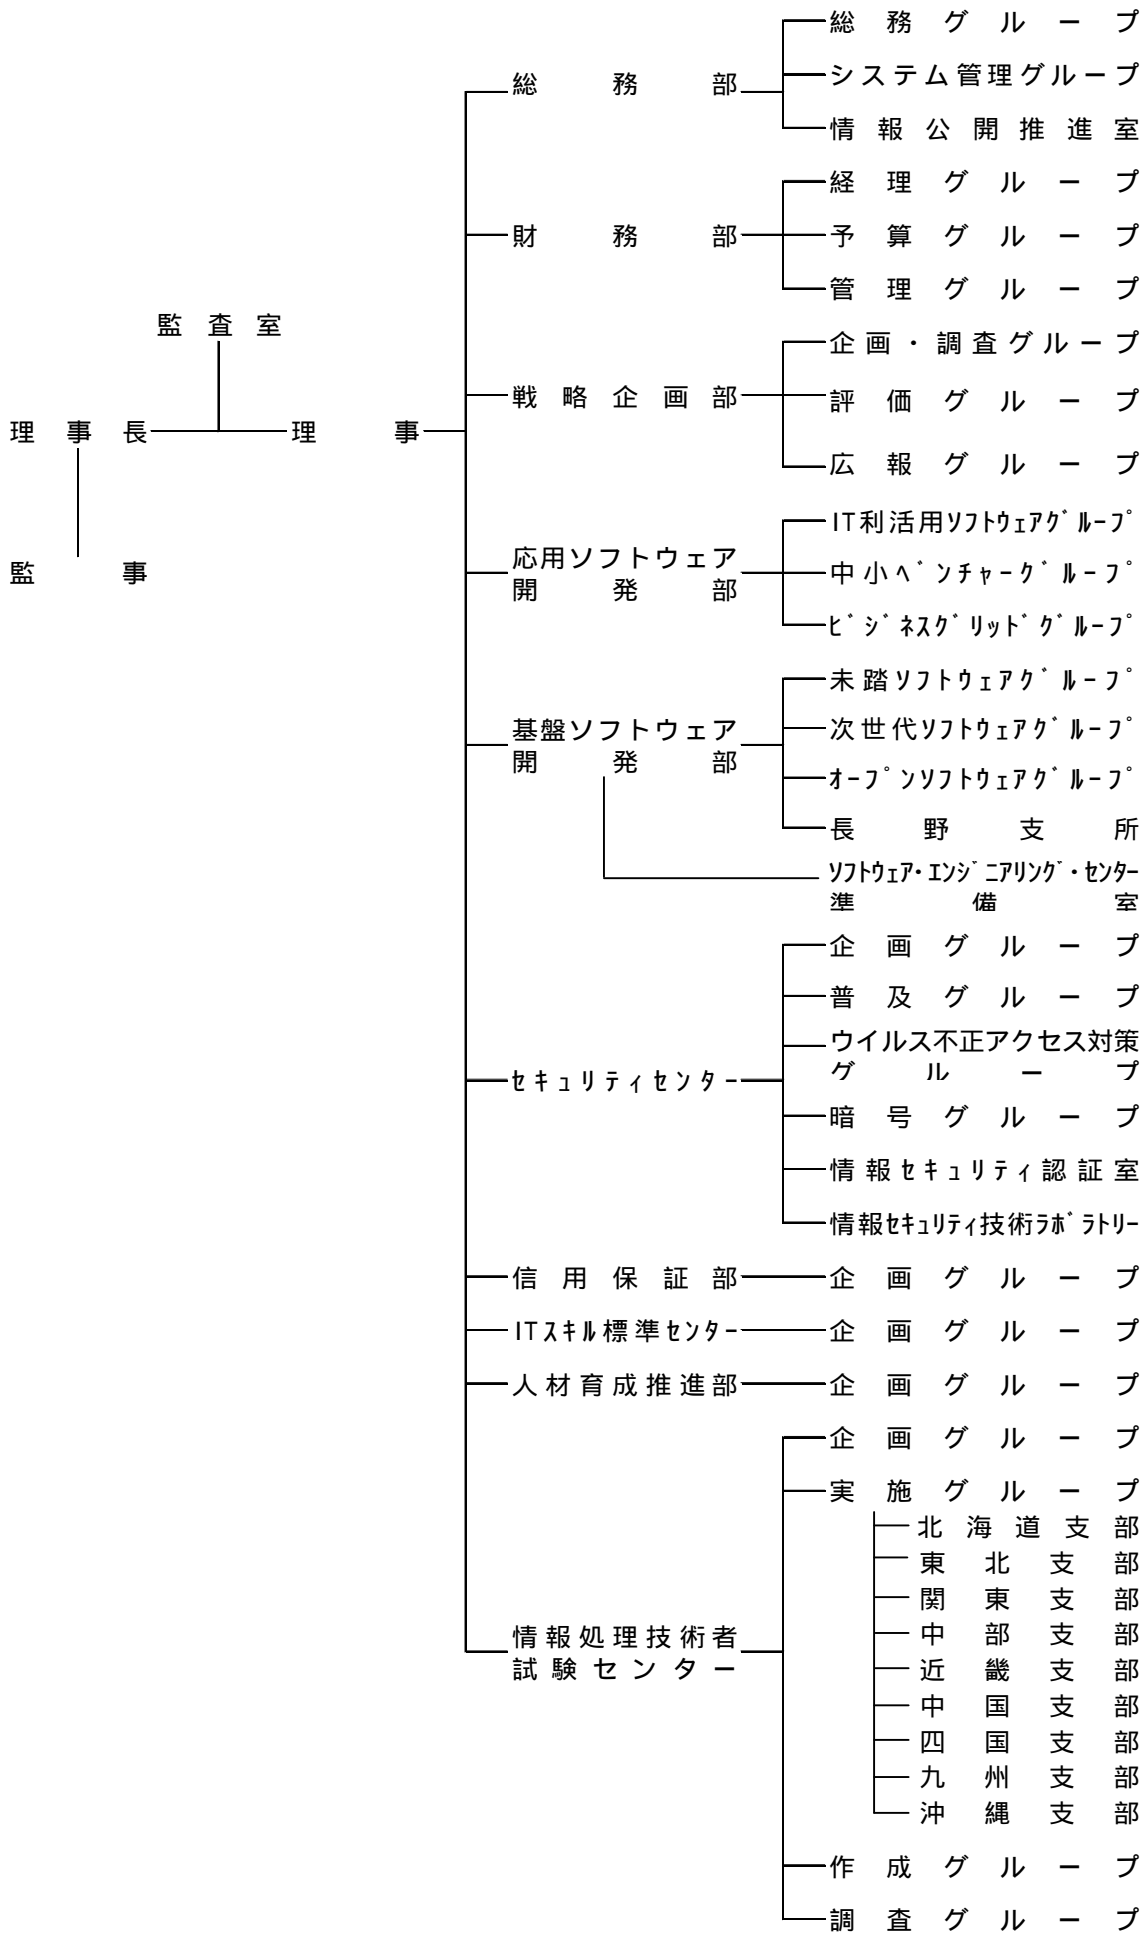 総務グループ
システム管理グループ
総務部
情報公開推進室
経理グループ
財務部
予算グループ
管理グループ
監査室
企画・調査グループ
戦略企画部
評価グループ
理事長
理事
広報グループ
監事
IT利活用ソフトウェアグループ
応用ソフトウェア
開発部
中小ベンチャーグループ
ビジネスグリッドグループ
未踏ソフトウェアグループ
基盤ソフトウェア
開発部
次世代ソフトウェアグループ
オープンソフトウェアグループ
長野支所
ソフトウェア・エンジニアリング・センター
準備室
企画グループ
普及グループ
ウイルス不正アクセス対策
グループ
セキュリティセンター
暗号グループ
情報セキュリティ認証室
情報セキュリティ技術ラボラトリー
信用保証部
企画グループ
ITスキル標準センター
企画グループ
人材育成推進部
企画グループ
企画グループ
実施グループ
北海道支部
東北支部
関東支部
中部支部
情報処理技術者
試験センター
近畿支部
中国支部
四国支部
九州支部
沖縄支部
作成グループ
調査グループ